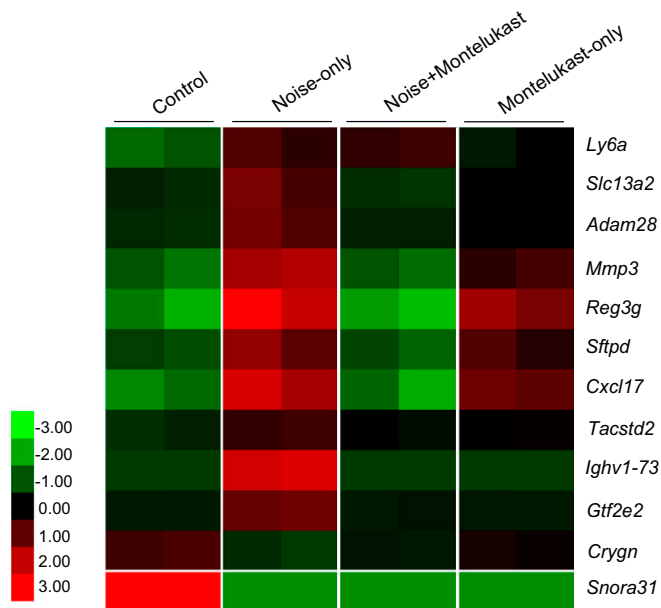 Control
Noise-only
Noise+Montelukast
Montelukast-only
Ly6a
Slc13a2
Adam28
Mmp3
Reg3g
Sftpd
Cxcl17
Tacstd2
Ighv1-73
Gtf2e2
Crygn
Snora31
-3.00
-2.00
-1.00
0.00
1.00
2.00
3.00